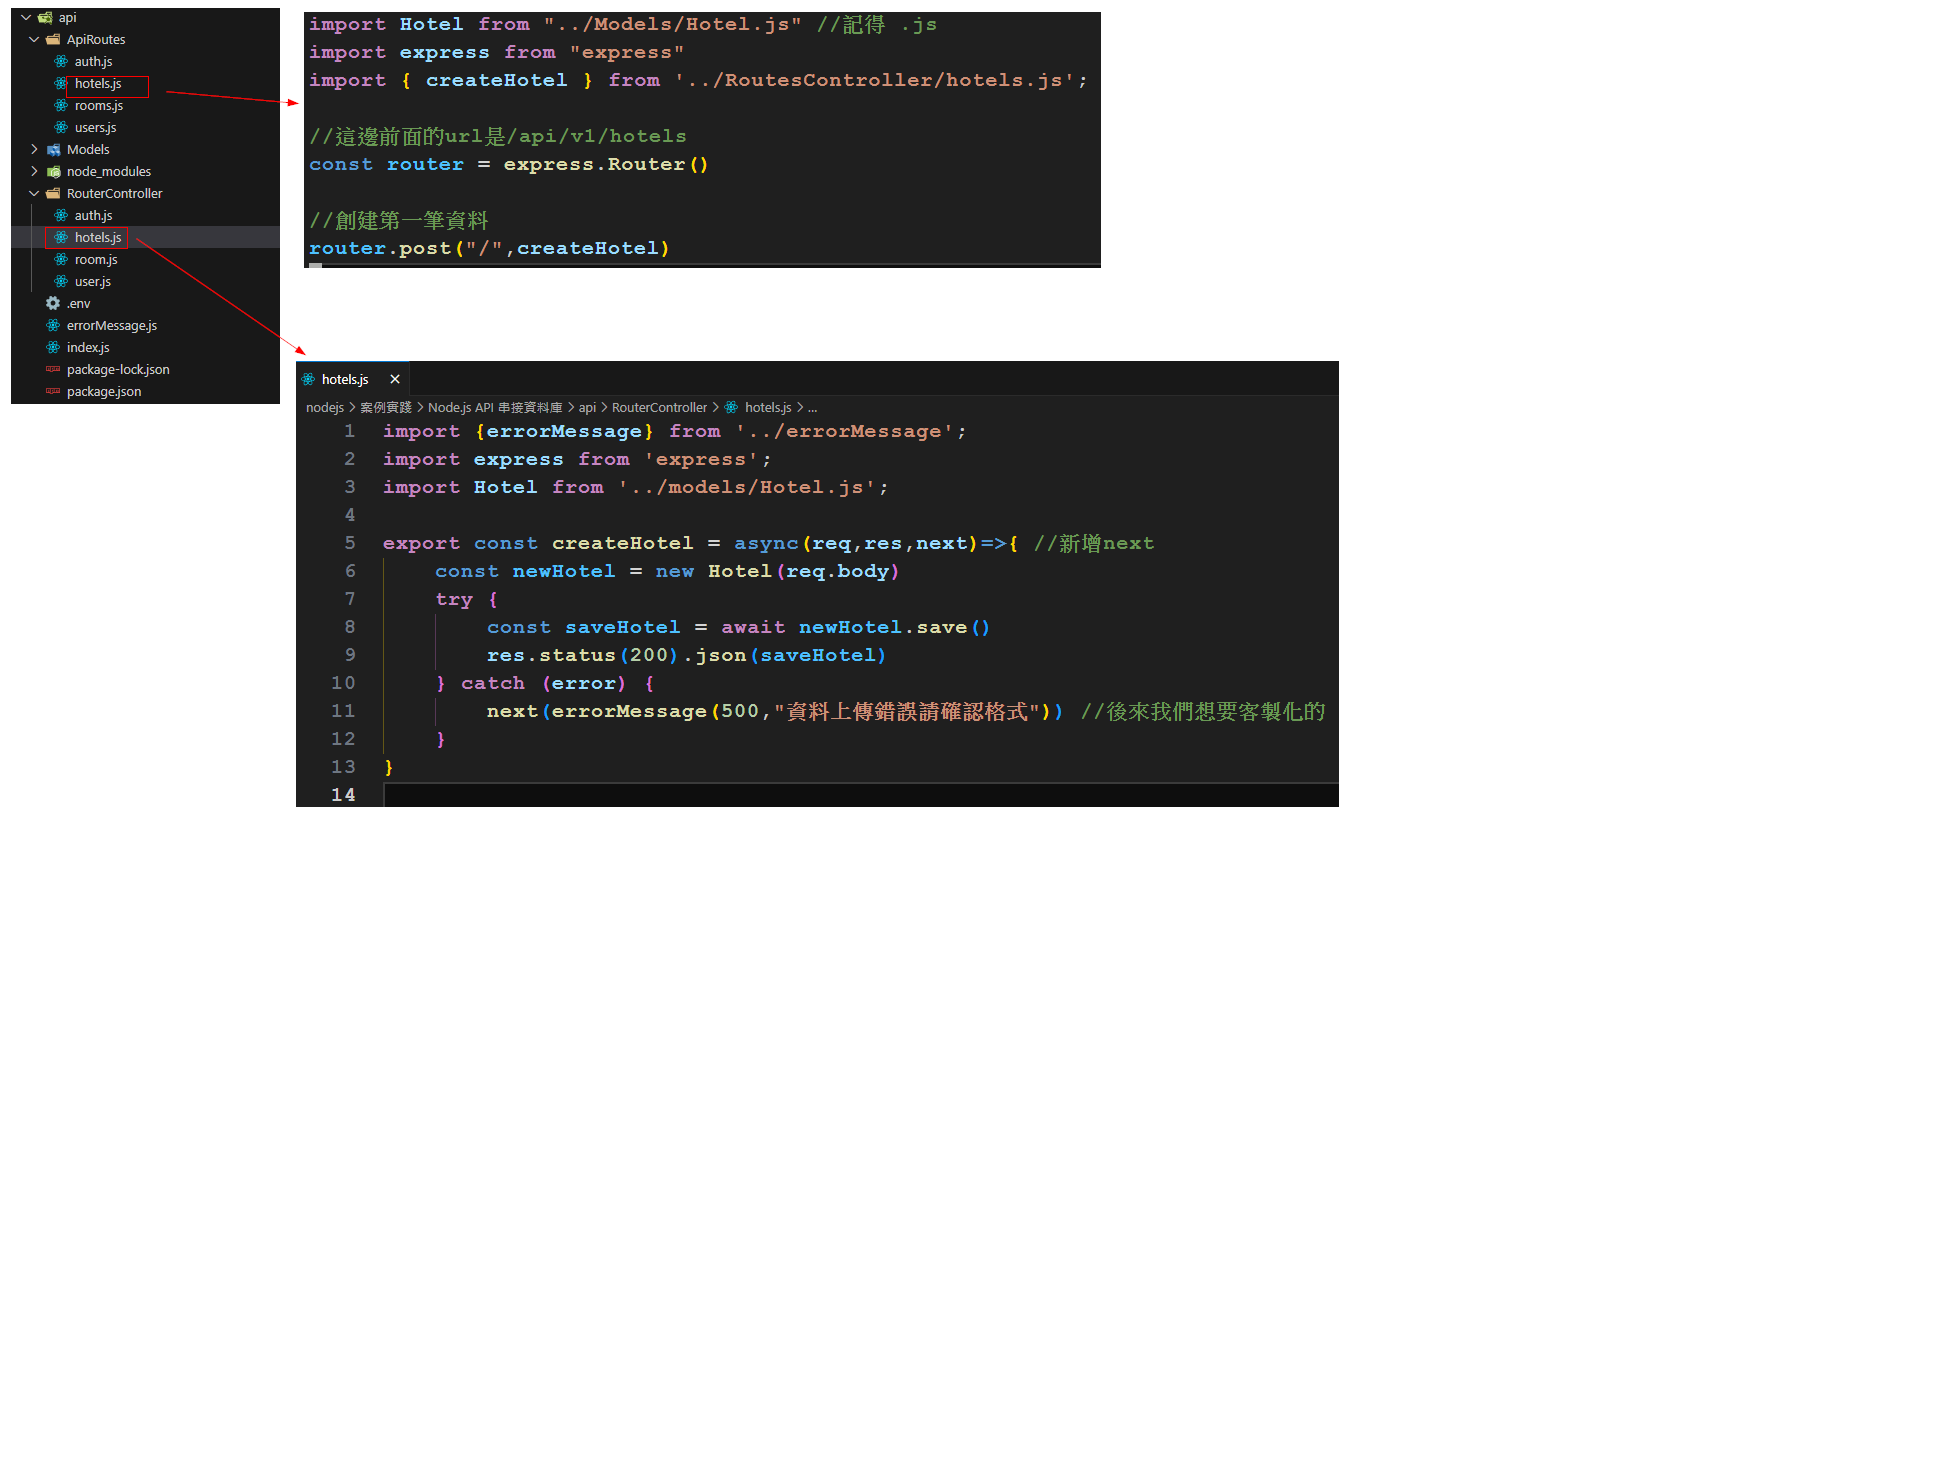 api
ApiRoutes
auth.js
hotels.js
rooms.js
users.js
Models
node_modules
RouterController
auth.js
hotels.js
room.js
user.js
.env
errorMessage.js
index.js
package-lock.json
package.json
import Hotel from "../Models/Hotel.js" //記得 .js
import express from "express"
import { createHotel } from '../RoutesController/hotels.js';
//這邊前面的url是/api/v1/hotels
const router = express.Router()
//創建第一筆資料
router.post("/",createHotel)
hotels.js
nodejs > 案例實踐 > Node.js API 串接資料庫 > api > RouterController > hotels.js > ...
1 import {errorMessage} from '../errorMessage';
2 import express from 'express';
3 import Hotel from '../models/Hotel.js';
4
5 export const createHotel = async(req,res,next)=>{ //新增next
6 const newHotel = new Hotel(req.body)
7 try {
8 const saveHotel = await newHotel.save()
9 res.status(200).json(saveHotel)
10 } catch (error) {
11 next(errorMessage(500,"資料上傳錯誤請確認格式")) //後來我們想要客製化的
12 }
13 }
14